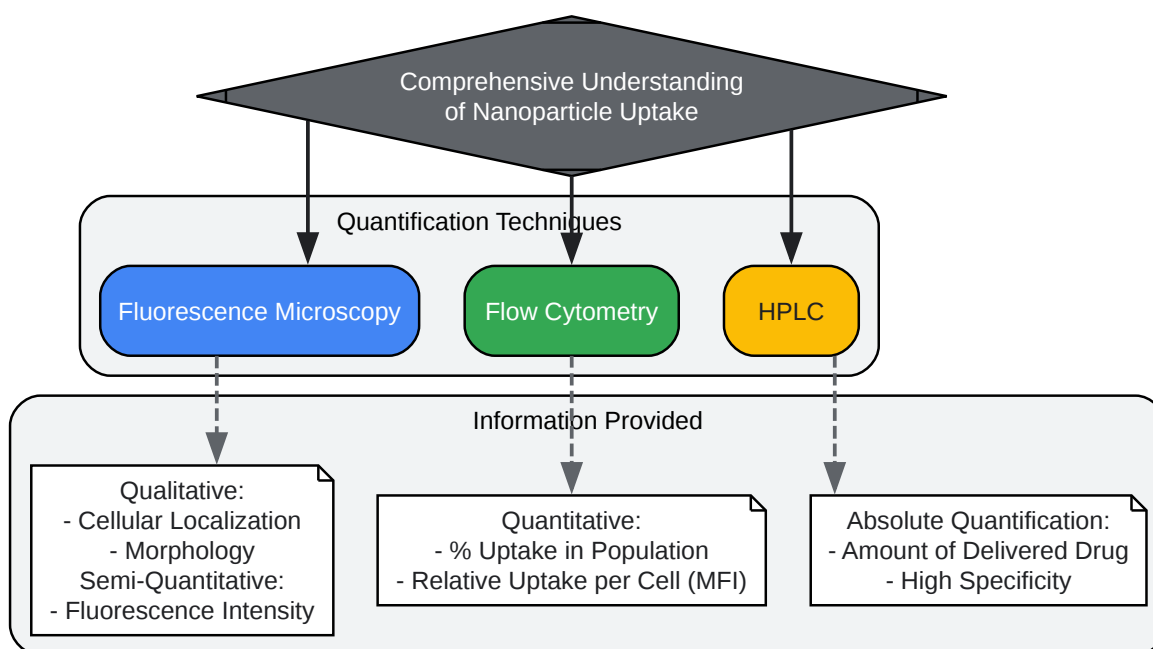 Comprehensive Understanding
of Nanoparticle Uptake
Quantification Techniques
Fluorescence Microscopy
Flow Cytometry
HPLC
Information Provided
Qualitative:
- Cellular Localization
- Morphology
Semi-Quantitative:
- Fluorescence Intensity
Quantitative:
- % Uptake in Population
- Relative Uptake per Cell (MFI)
Absolute Quantification:
- Amount of Delivered Drug
- High Specificity